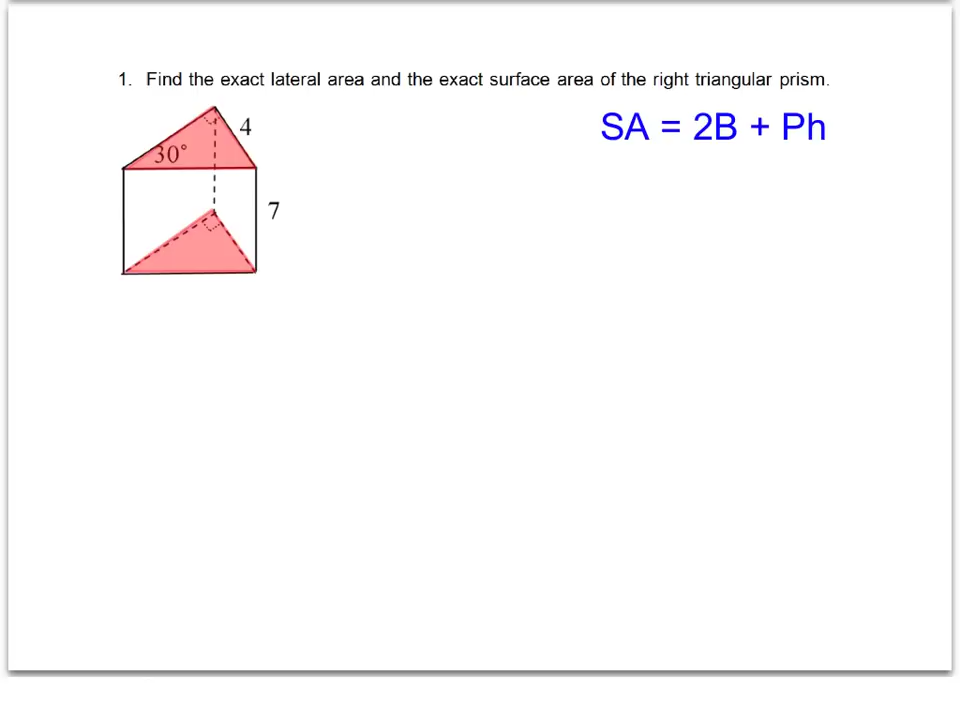 1. Find the exact lateral area and the exact surface area of the right triangular prism.
SA = 2B + Ph
4
30°
7